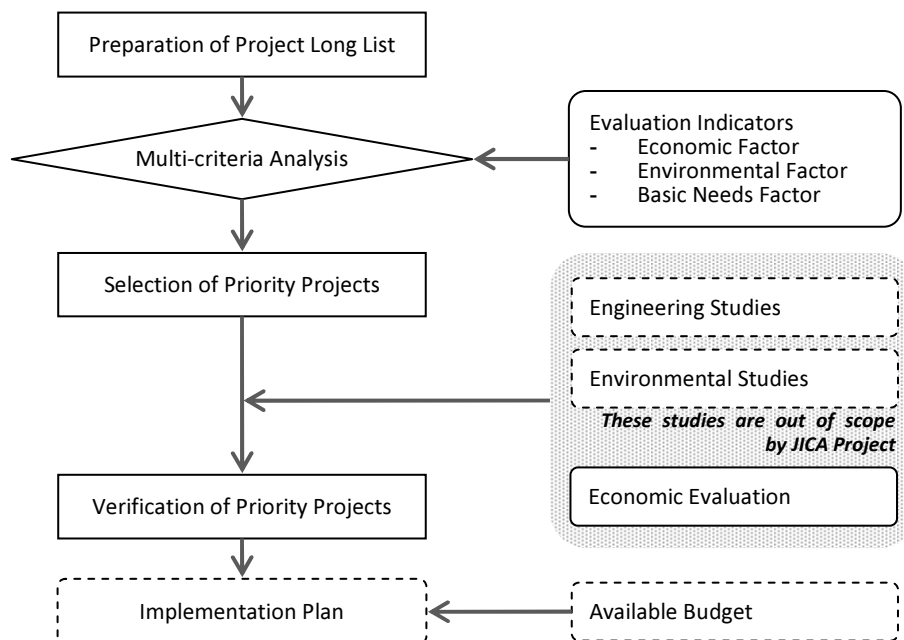 Preparation of Project Long List
Multi-criteria Analysis
Evaluation Indicators
- Economic Factor
- Environmental Factor
- Basic Needs Factor
Selection of Priority Projects
Engineering Studies
Environmental Studies
These studies are out of scope
by JICA Project
Economic Evaluation
Verification of Priority Projects
Implementation Plan
Available Budget